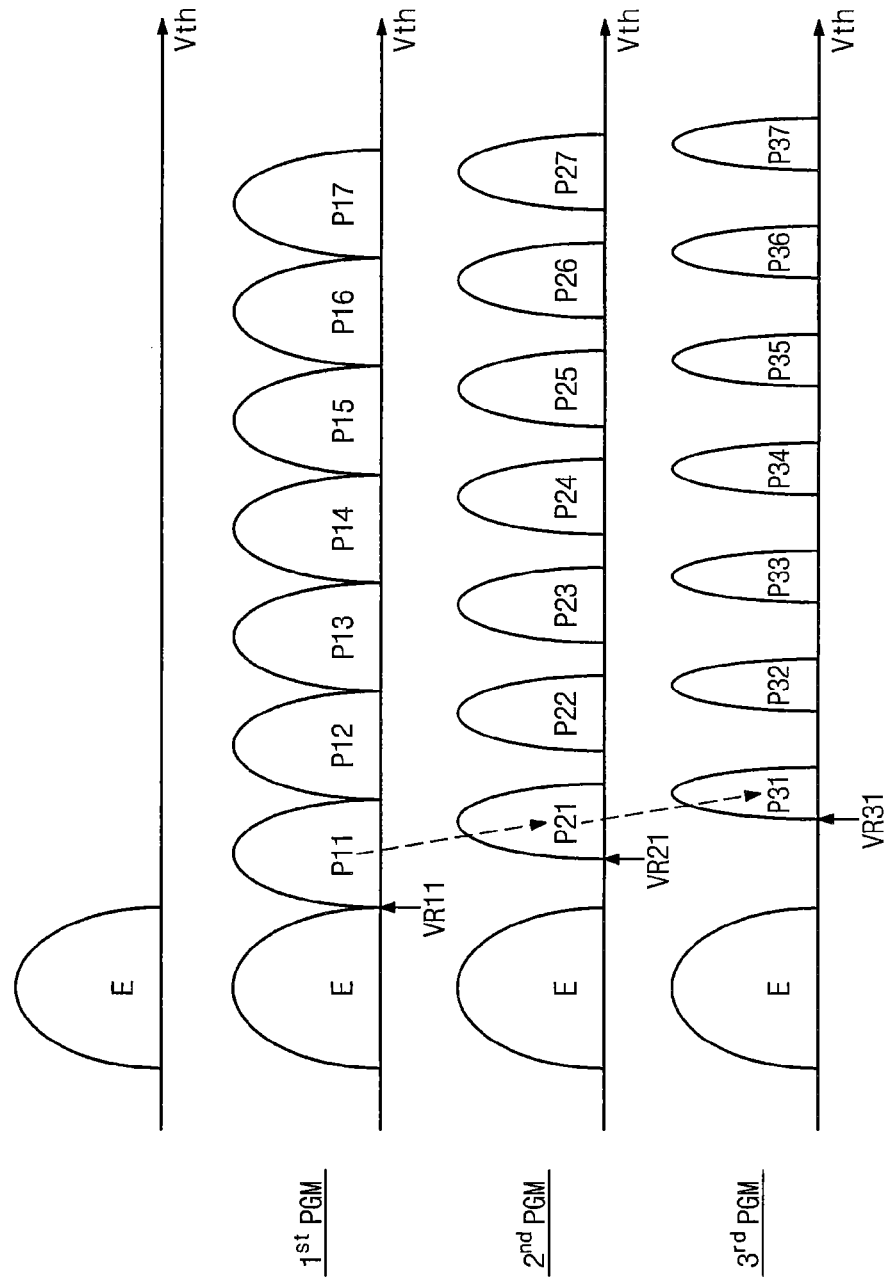 E
Vth
1st PGM
E P11 P12 P13 P14 P15 P16 P17
Vth
VR11
2nd PGM
E P21 P22 P23 P24 P25 P26 P27
Vth
VR21
3rd PGM
E P31 P32 P33 P34 P35 P36 P37
Vth
VR31